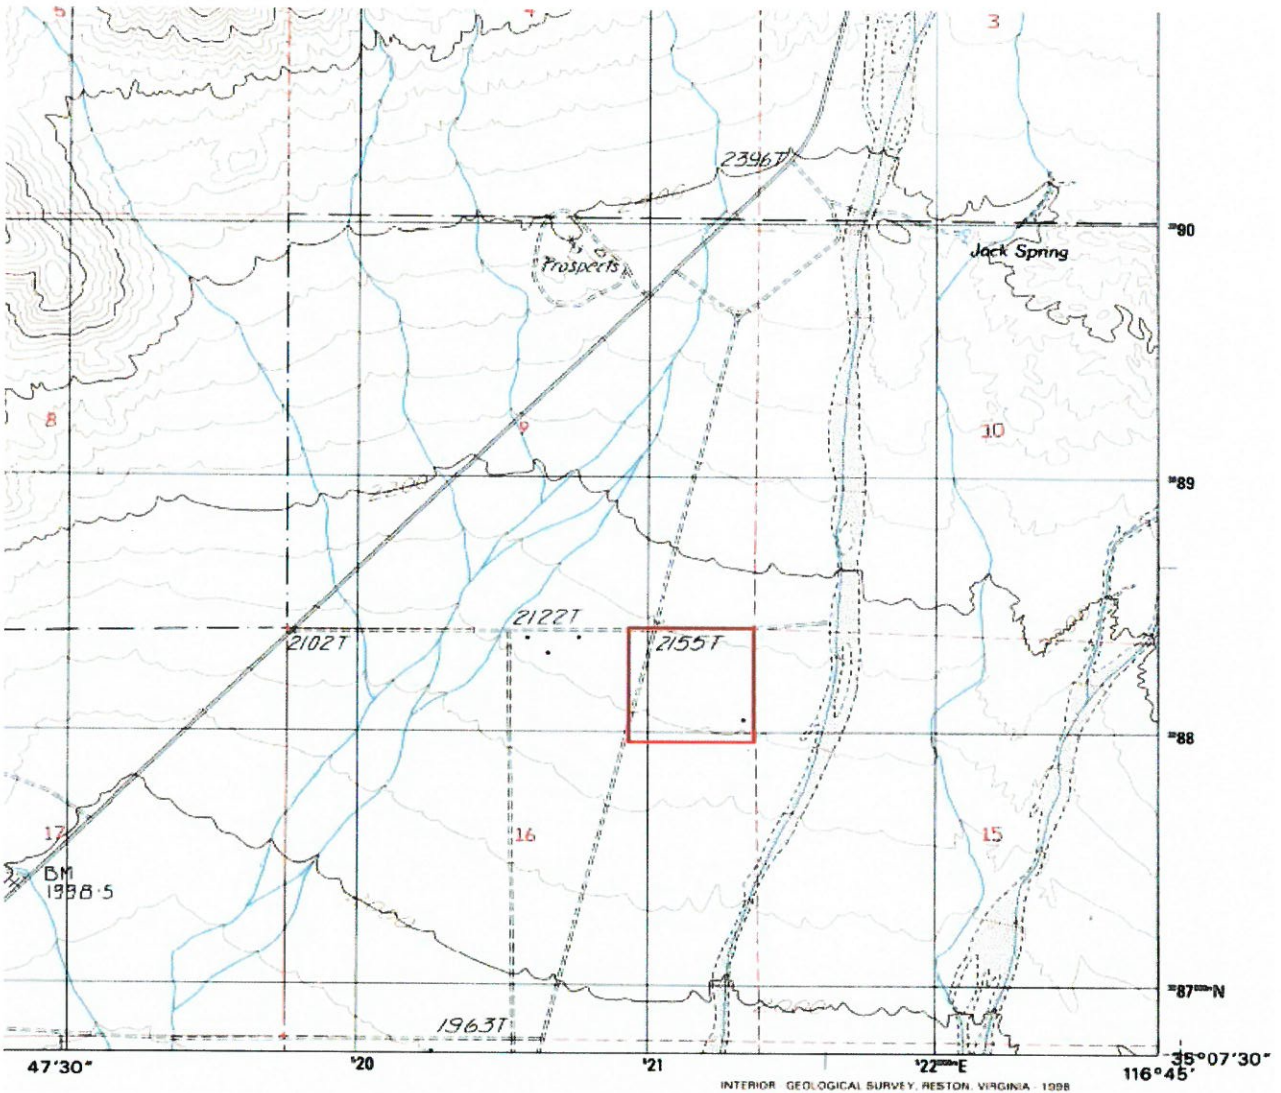 5
4
3
2396T
90
Jack Spring
Prospects
8
9
10
89
2122T
2102T
2155T
88
17
16
15
BM
1998.5
87000mN
1963T
47'30"
520
521
522000mE
35°07'30"
116°45'
INTERIOR - GEOLOGICAL SURVEY, RESTON, VIRGINIA - 1998